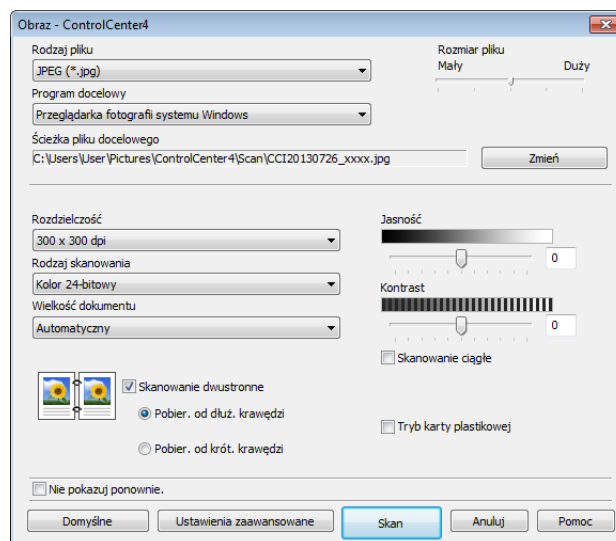 Obraz - ControlCenter4
Rodzaj pliku
JPEG (*.jpg)
Rozmiar pliku
Mały Duży
Program docelowy
Przeglądarka fotografii systemu Windows
Ścieżka pliku docelowego
C:\Users\User\Pictures\ControlCenter4\Scan\CCI20130726_xxxx.jpg
Zmień
Rozdzielczość
300 x 300 dpi
Rodzaj skanowania
Kolor 24-bitowy
Wielkość dokumentu
Automatyczny
Jasność
0
Kontrast
0
Skanowanie ciągłe
Skanowanie dwustronne
Pobier. od dłuż. krawędzi
Pobier. od krót. krawędzi
Tryb karty plastikowej
Nie pokazuj ponownie.
Domyślne Ustawienia zaawansowane Skan Anuluj Pomoc